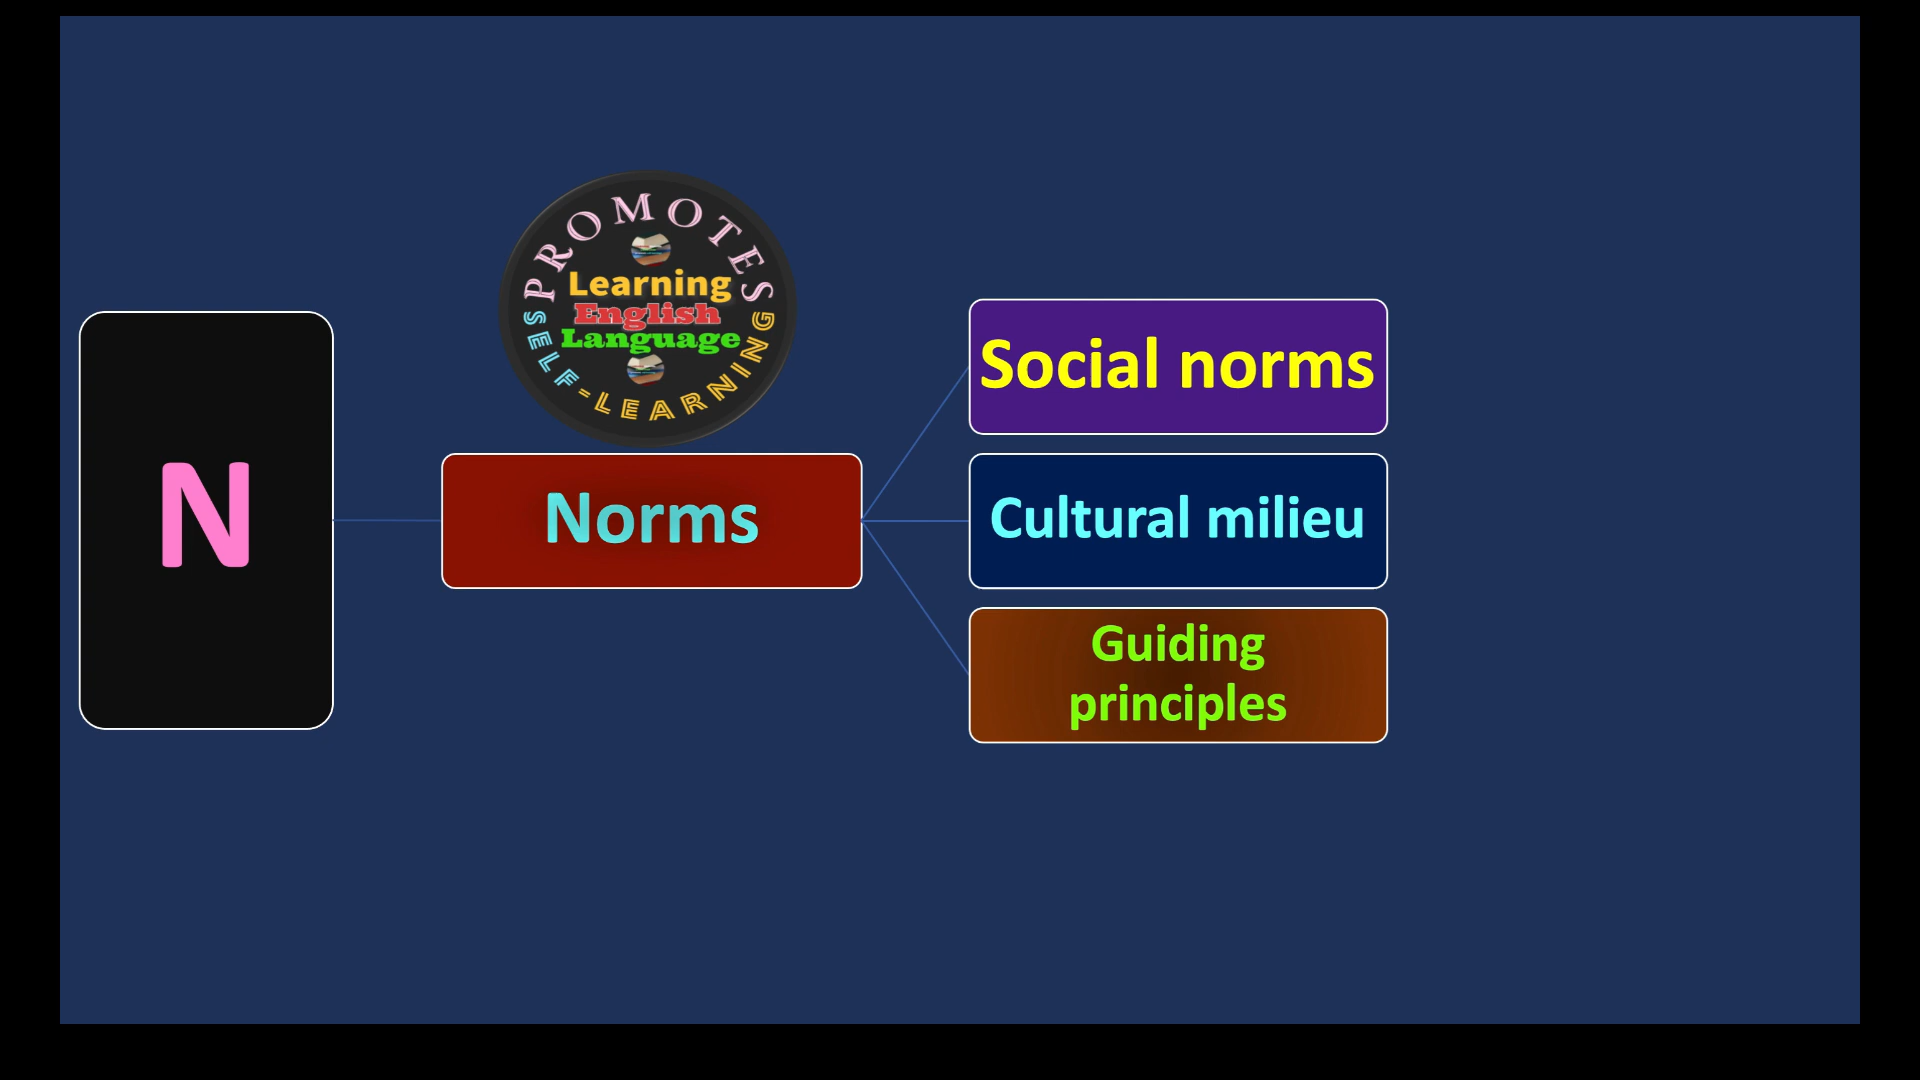 N
PROMOTES
Learning
English
Language
SELF-LEARNING
Norms
Social norms
Cultural milieu
Guiding
principles